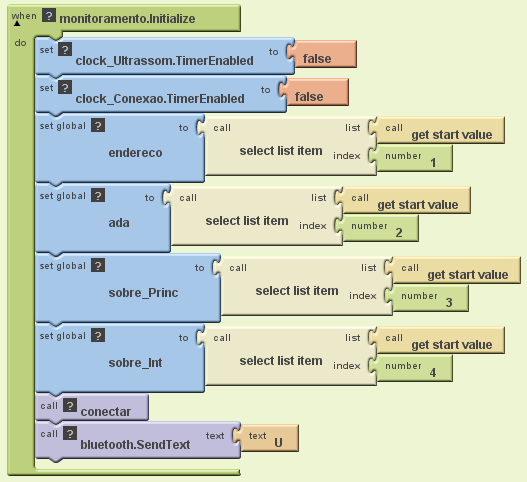 when ? monitoramento.Initialize
do
set ? clock_Ultrassom.TimerEnabled to false
set ? clock_Conexao.TimerEnabled to false
set global ? endereco to call select list item list call get start value
index number 1
set global ? ada to call select list item list call get start value
index number 2
set global ? sobre_Princ to call select list item list call get start value
index number 3
set global ? sobre_Int to call select list item list call get start value
index number 4
call ? conectar
call ? bluetooth.SendText text text U